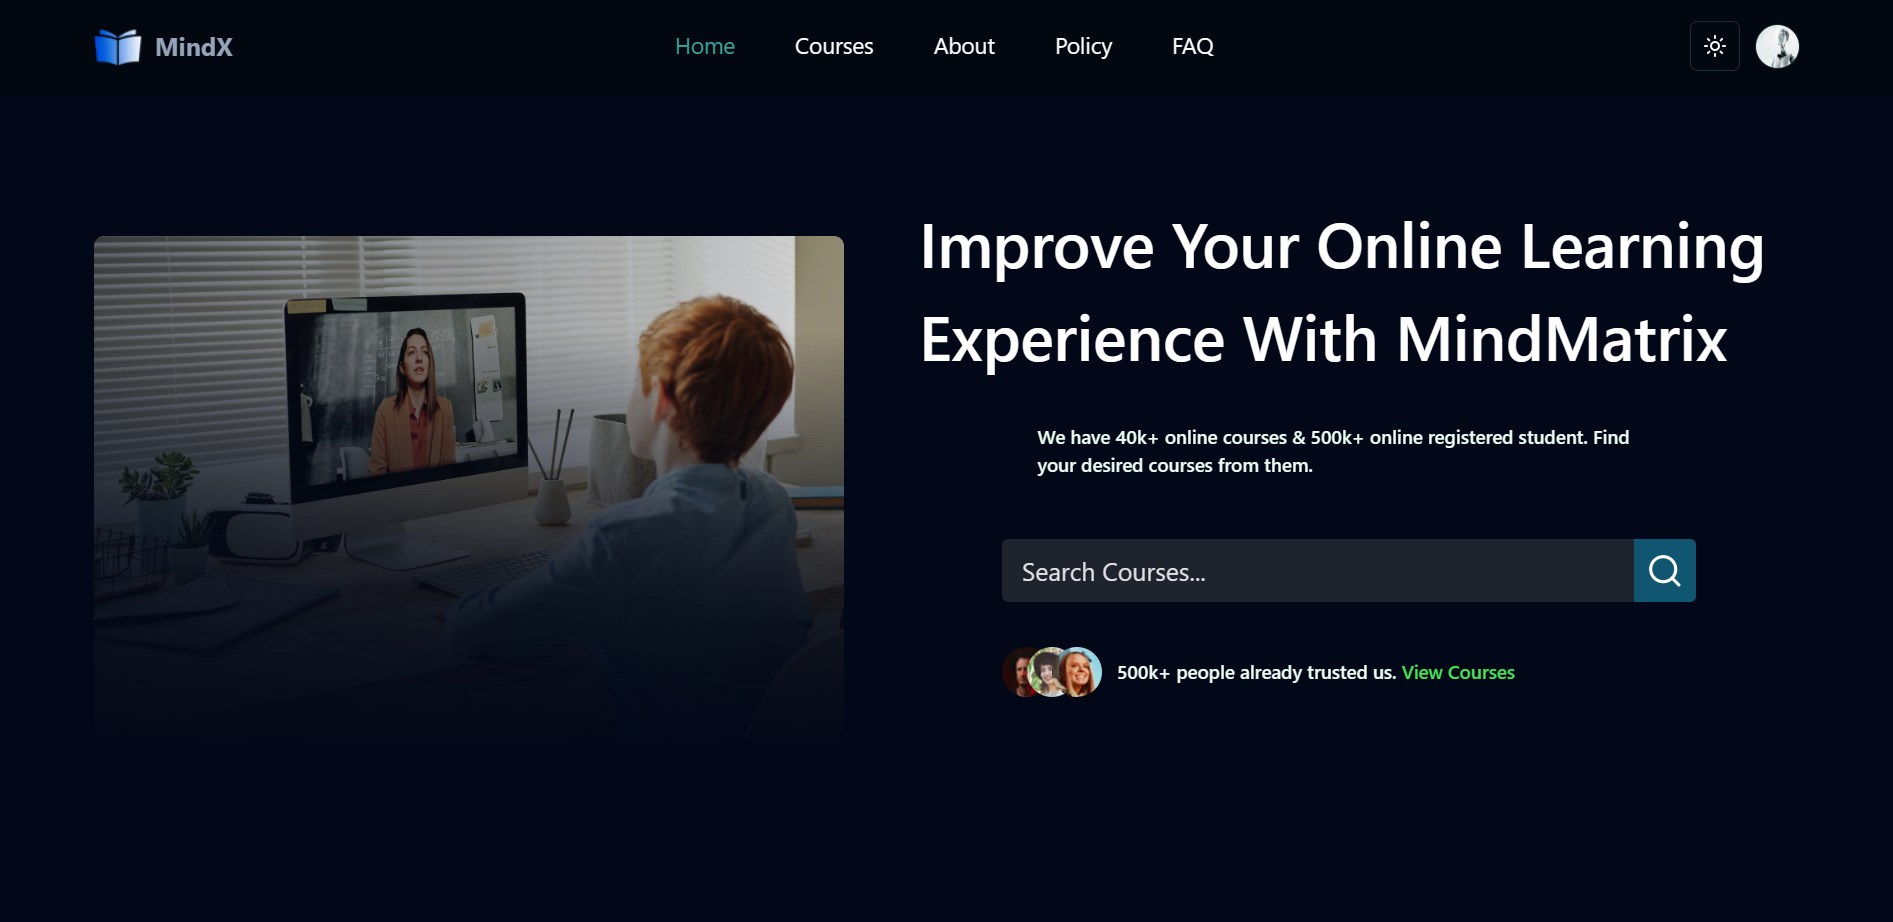 MindX
Home
Courses
About
Policy
FAQ
Improve Your Online Learning
Experience With MindMatrix
We have 40k+ online courses & 500k+ online registered student. Find
your desired courses from them.
Search Courses...
500k+ people already trusted us. View Courses